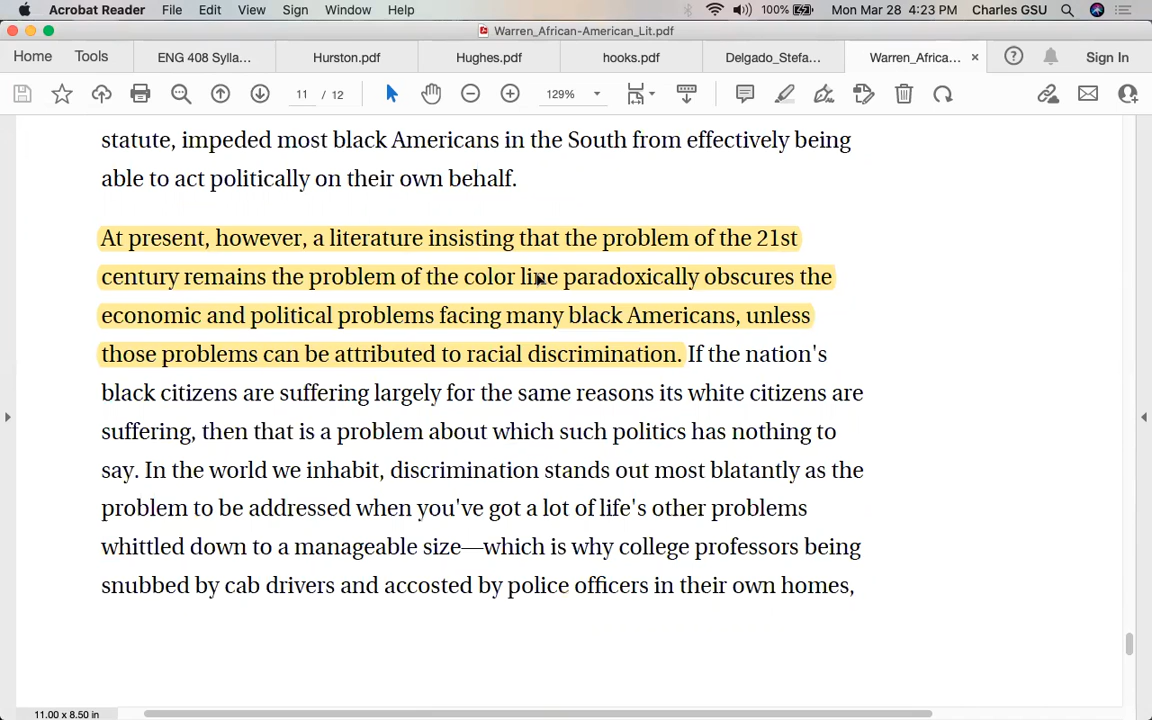 Acrobat Reader File Edit View Sign Window Help 100% Mon Mar 28 4:23 PM Charles GSU
Warren_African-American_Lit.pdf
Home Tools ENG 408 Sylla... Hurston.pdf Hughes.pdf hooks.pdf Delgado_Stefa... Warren_Africa... × ? Sign In
11 / 12 129%
statute, impeded most black Americans in the South from effectively being
able to act politically on their own behalf.
At present, however, a literature insisting that the problem of the 21st
century remains the problem of the color line paradoxically obscures the
economic and political problems facing many black Americans, unless
those problems can be attributed to racial discrimination. If the nation's
black citizens are suffering largely for the same reasons its white citizens are
suffering, then that is a problem about which such politics has nothing to
say. In the world we inhabit, discrimination stands out most blatantly as the
problem to be addressed when you've got a lot of life's other problems
whittled down to a manageable size—which is why college professors being
snubbed by cab drivers and accosted by police officers in their own homes,
11.00 x 8.50 in